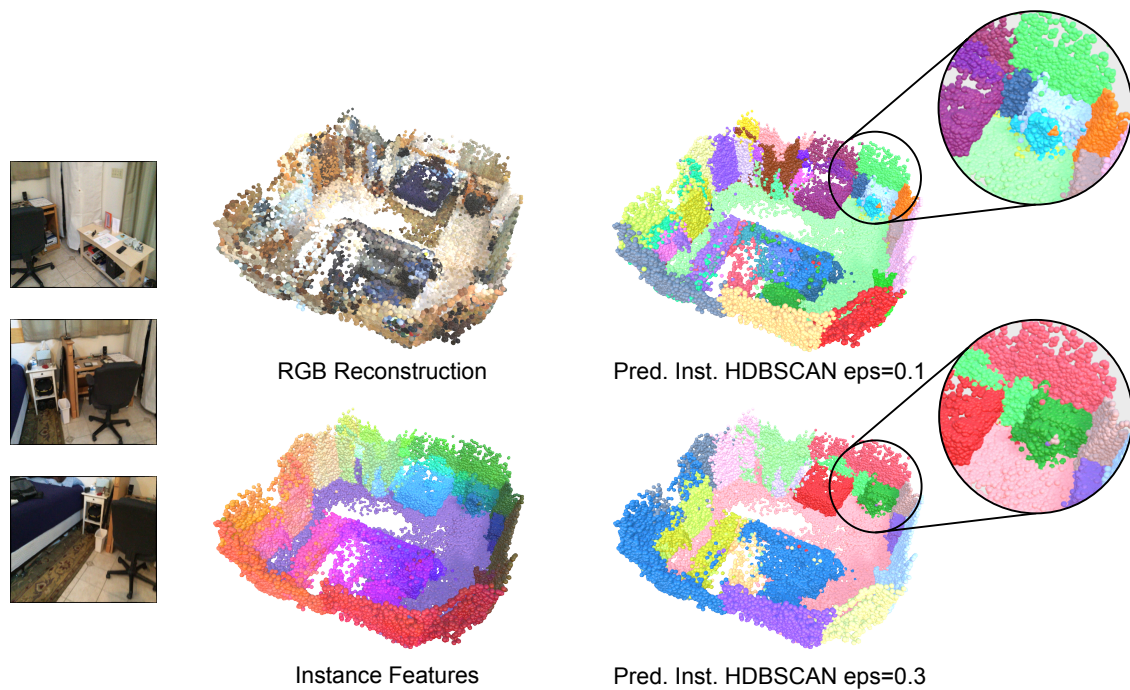 RGB Reconstruction
Pred. Inst. HDBSCAN eps=0.1
Instance Features
Pred. Inst. HDBSCAN eps=0.3